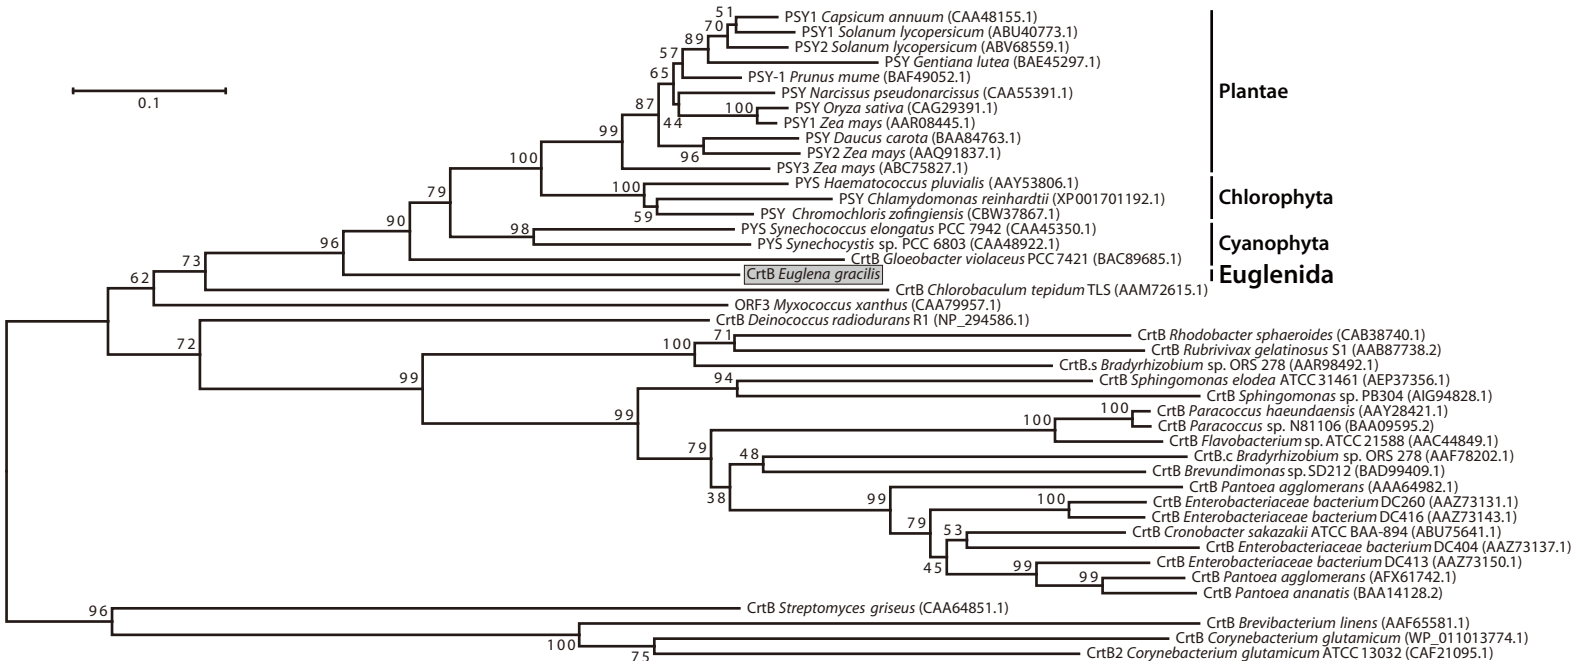 51
PSY1 Capsicum annuum (CAA48155.1)
70
PSY1 Solanum lycopersicum (ABU40773.1)
89
PSY2 Solanum lycopersicum (ABV68559.1)
57
PSY Gentiana lutea (BAE45297.1)
65
PSY-1 Prunus mume (BAF49052.1)
0.1
Plantae
PSY Narcissus pseudonarcissus (CAA55391.1)
87
100
PSY Oryza sativa (CAG29391.1)
44
PSY1 Zea mays (AAR08445.1)
99
PSY Daucus carota (BAA84763.1)
96
PSY2 Zea mays (AAQ91837.1)
100
PSY3 Zea mays (ABC75827.1)
100
PYS Haematococcus pluvialis (AAY53806.1)
79
PSY Chlamydomonas reinhardtii (XP001701192.1)
Chlorophyta
59
PSY Chromochloris zofingiensis (CBW37867.1)
90
98
PYS Synechococcus elongatus PCC 7942 (CAA45350.1)
96
PYS Synechocystis sp. PCC 6803 (CAA48922.1)
Cyanophyta
73
CrtB Gloeobacter violaceus PCC 7421 (BAC89685.1)
62
CrtB Euglena gracilis
Euglenida
CrtB Chlorobaculum tepidum TLS (AAM72615.1)
ORF3 Myxococcus xanthus (CAA79957.1)
CrtB Deinococcus radiodurans R1 (NP_294586.1)
72
71
CrtB Rhodobacter sphaeroides (CAB38740.1)
100
CrtB Rubrivivax gelatinosus S1 (AAB87738.2)
CrtB.s Bradyrhizobium sp. ORS 278 (AAR98492.1)
99
94
CrtB Sphingomonas elodea ATCC 31461 (AEP37356.1)
CrtB Sphingomonas sp. PB304 (AIG94828.1)
99
100
CrtB Paracoccus haeundaensis (AAY28421.1)
100
CrtB Paracoccus sp. N81106 (BAA09595.2)
CrtB Flavobacterium sp. ATCC 21588 (AAC44849.1)
79
48
CrtB.c Bradyrhizobium sp. ORS 278 (AAF78202.1)
CrtB Brevundimonas sp. SD212 (BAD99409.1)
38
99
CrtB Pantoea agglomerans (AAA64982.1)
100
CrtB Enterobacteriaceae bacterium DC260 (AAZ73131.1)
CrtB Enterobacteriaceae bacterium DC416 (AAZ73143.1)
79
53
CrtB Cronobacter sakazakii ATCC BAA-894 (ABU75641.1)
CrtB Enterobacteriaceae bacterium DC404 (AAZ73137.1)
45
99
CrtB Enterobacteriaceae bacterium DC413 (AAZ73150.1)
99
CrtB Pantoea agglomerans (AFX61742.1)
CrtB Pantoea ananatis (BAA14128.2)
96
CrtB Streptomyces griseus (CAA64851.1)
CrtB Brevibacterium linens (AAF65581.1)
100
CrtB Corynebacterium glutamicum (WP_011013774.1)
75
CrtB2 Corynebacterium glutamicum ATCC 13032 (CAF21095.1)